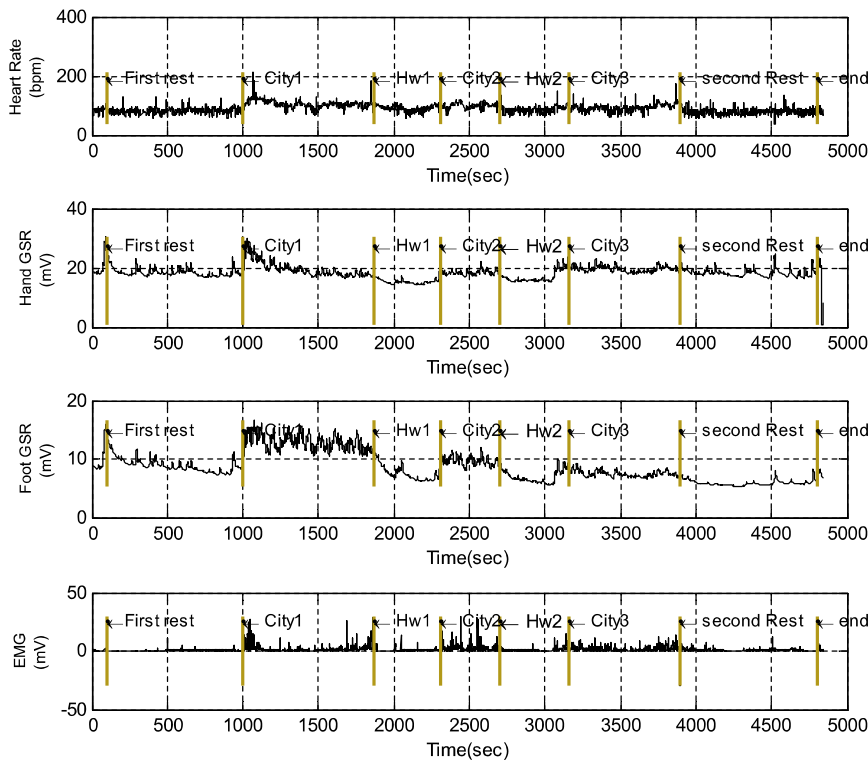 400
200
0
Heart Rate
(bpm)
First rest
City1
Hw1
City2
Hw2
City3
second Rest
end
0 500 1000 1500 2000 2500 3000 3500 4000 4500 5000
Time(sec)
40
20
0
Hand GSR
(mV)
First rest
City1
Hw1
City2
Hw2
City3
second Rest
end
0 500 1000 1500 2000 2500 3000 3500 4000 4500 5000
Time(sec)
20
10
0
Foot GSR
(mV)
First rest
City1
Hw1
City2
Hw2
City3
second Rest
end
0 500 1000 1500 2000 2500 3000 3500 4000 4500 5000
Time(sec)
50
0
-50
EMG
(mV)
First rest
City1
Hw1
City2
Hw2
City3
second Rest
end
0 500 1000 1500 2000 2500 3000 3500 4000 4500 5000
Time(sec)